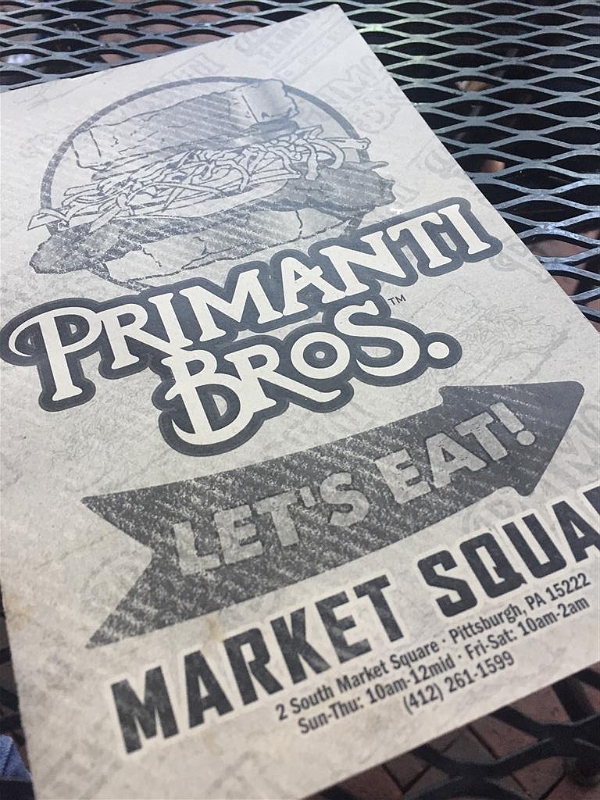 PRIMANTI
BROS.™
LET'S EAT!
MARKET SQUA
2 South Market Square · Pittsburgh, PA 15222
Sun-Thu: 10am-12mid · Fri-Sat: 10am-2am
(412) 261-1599